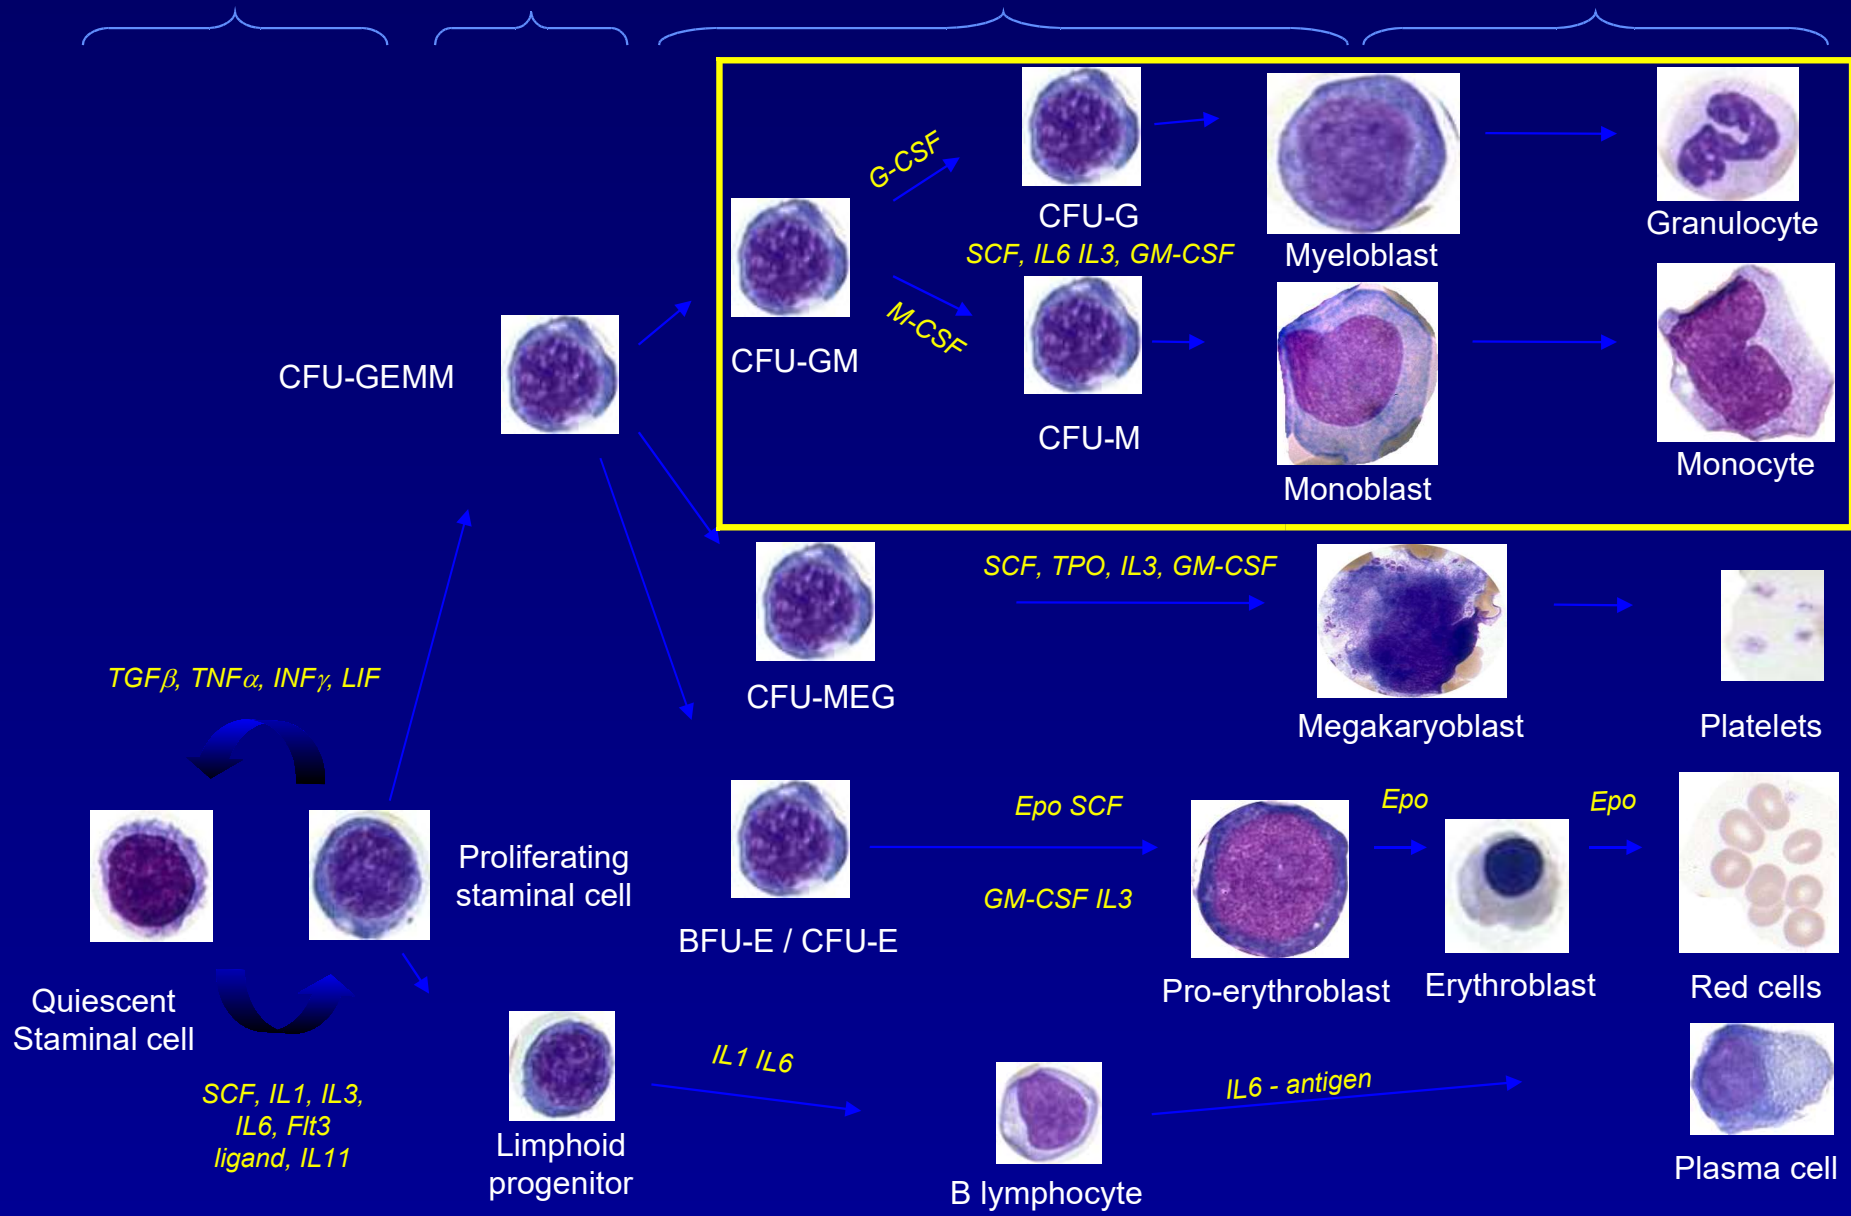 G-CSF
CFU-G
SCF, IL6 IL3, GM-CSF
Myeloblast
Granulocyte
M-CSF
CFU-GM
CFU-GEMM
CFU-M
Monoblast
Monocyte
SCF, TPO, IL3, GM-CSF
CFU-MEG
Megakaryoblast
Platelets
TGFβ, TNFα, INFγ, LIF
Proliferating
staminal cell
Epo SCF
Epo
Epo
GM-CSF IL3
BFU-E / CFU-E
Pro-erythroblast
Erythroblast
Red cells
Quiescent
Staminal cell
SCF, IL1, IL3,
IL6, Flt3
ligand, IL11
IL1 IL6
IL6 - antigen
Limphoid
progenitor
B lymphocyte
Plasma cell